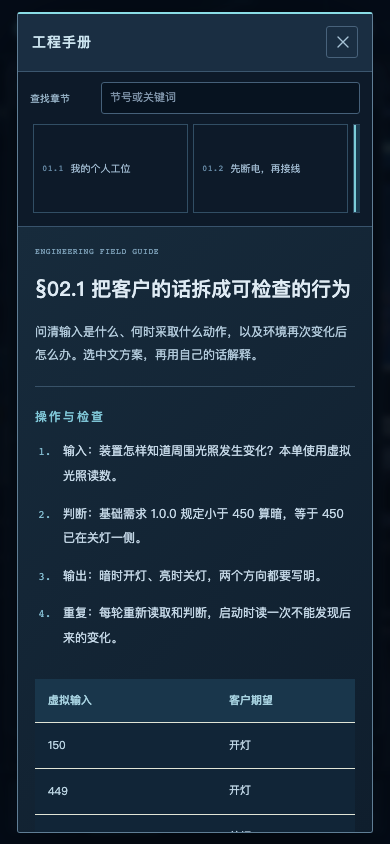 工程手册
查找章节
节号或关键词
01.1 我的个人工位
01.2 先断电，再接线
ENGINEERING FIELD GUIDE
§02.1 把客户的话拆成可检查的行为
问清输入是什么、何时采取什么动作，以及环境再次变化后
怎么办。选中文方案，再用自己的话解释。
操作与检查
1. 输入：装置怎样知道周围光照发生变化？本单使用虚拟
光照读数。
2. 判断：基础需求 1.0.0 规定小于 450 算暗，等于 450
已在关灯一侧。
3. 输出：暗时开灯、亮时关灯，两个方向都要写明。
4. 重复：每轮重新读取和判断，启动时读一次不能发现后
来的变化。
虚拟输入 客户期望
150 开灯
449 开灯